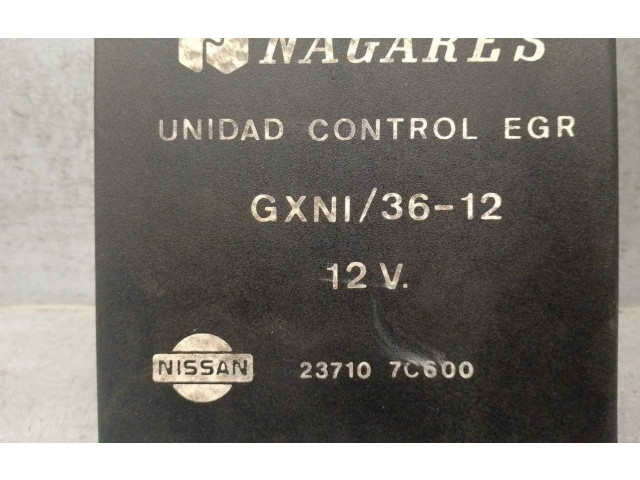 NAGARES
UNIDAD CONTROL EGR
GXNI/36-12
12 V.
NISSAN 23710 7C600